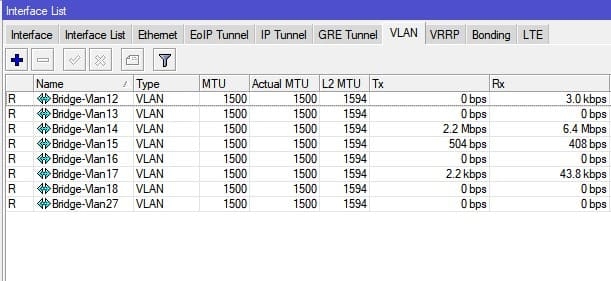 Interface List
Interface Interface List Ethernet EoIP Tunnel IP Tunnel GRE Tunnel VLAN VRRP Bonding LTE
Name Type MTU Actual MTU L2 MTU Tx Rx
R Bridge-Vlan12 VLAN 1500 1500 1594 0 bps 3.0 kbps
R Bridge-Vlan13 VLAN 1500 1500 1594 0 bps 0 bps
R Bridge-Vlan14 VLAN 1500 1500 1594 2.2 Mbps 6.4 Mbps
R Bridge-Vlan15 VLAN 1500 1500 1594 504 bps 408 bps
R Bridge-Vlan16 VLAN 1500 1500 1594 0 bps 0 bps
R Bridge-Vlan17 VLAN 1500 1500 1594 2.2 kbps 43.8 kbps
R Bridge-Vlan18 VLAN 1500 1500 1594 0 bps 0 bps
R Bridge-Vlan27 VLAN 1500 1500 1594 0 bps 0 bps